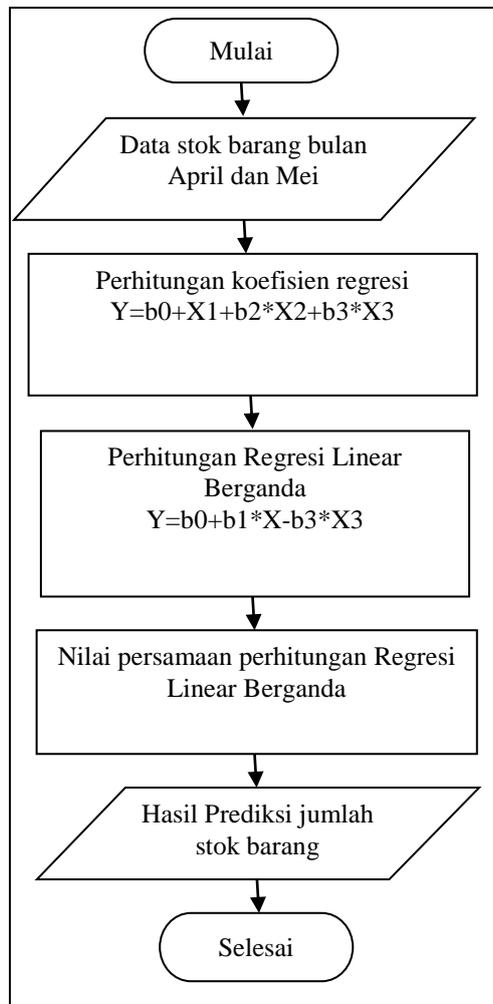 Mulai
Data stok barang bulan
April dan Mei
Perhitungan koefisien regresi
Y=b0+X1+b2*X2+b3*X3
Perhitungan Regresi Linear
Berganda
Y=b0+b1*X-b3*X3
Nilai persamaan perhitungan Regresi
Linear Berganda
Hasil Prediksi jumlah
stok barang
Selesai